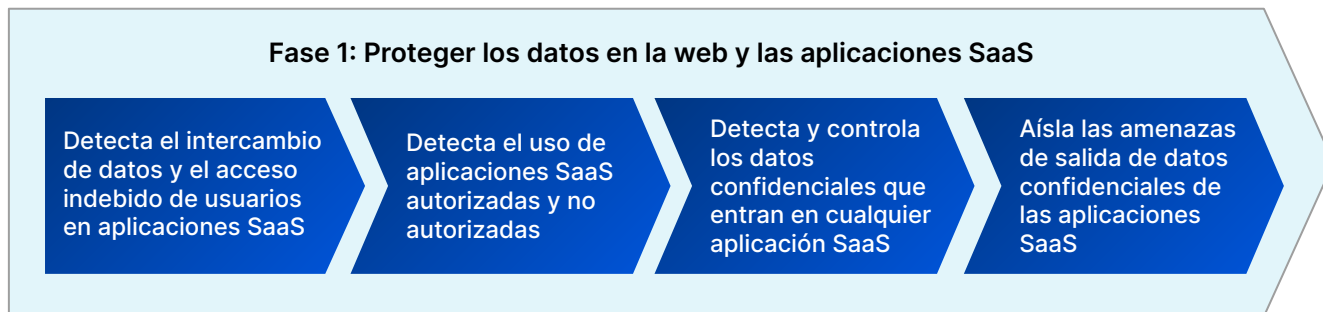 Fase 1: Proteger los datos en la web y las aplicaciones SaaS
Detecta el intercambio
de datos y el acceso
indebido de usuarios
en aplicaciones SaaS
Detecta el uso de
aplicaciones SaaS
autorizadas y no
autorizadas
Detecta y controla
los datos
confidenciales que
entran en cualquier
aplicación SaaS
Aísla las amenazas
de salida de datos
confidenciales de
las aplicaciones
SaaS